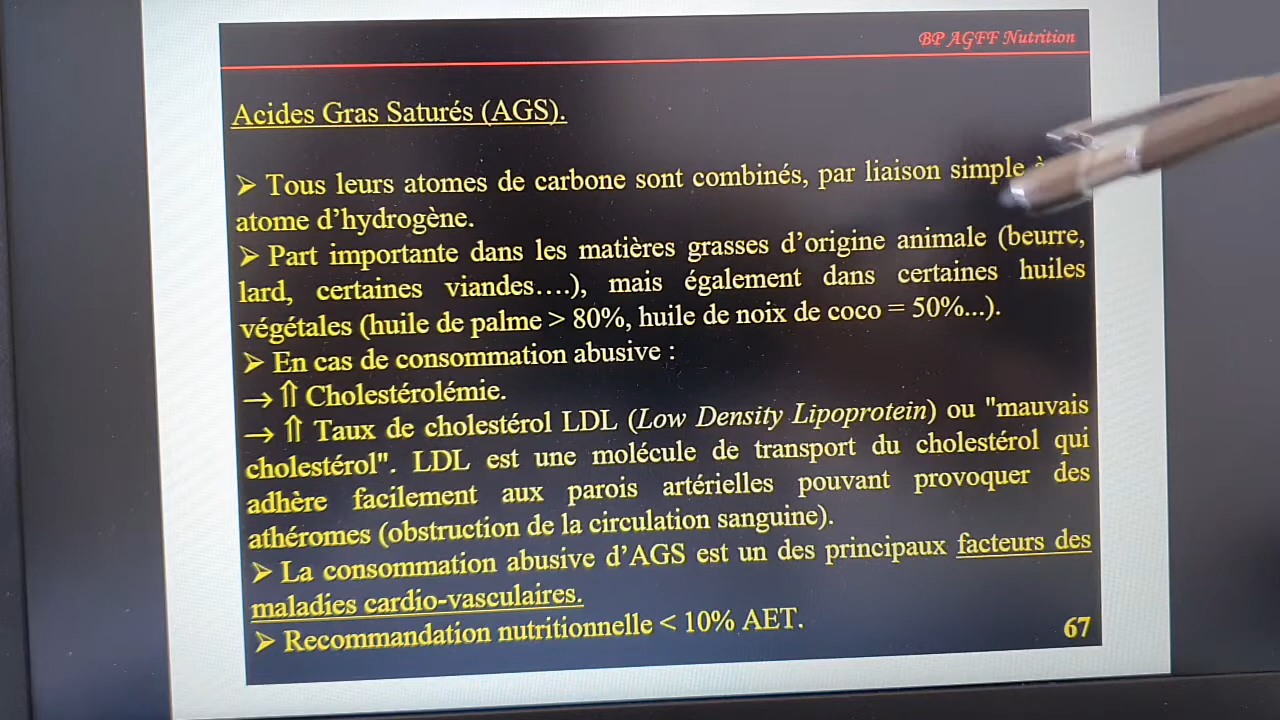 BP AGFF Nutrition
Acides Gras Saturés (AGS).
➢ Tous leurs atomes de carbone sont combinés, par liaison simple
atome d’hydrogène.
➢ Part importante dans les matières grasses d’origine animale (beurre,
lard, certaines viandes….), mais également dans certaines huiles
végétales (huile de palme > 80%, huile de noix de coco = 50%...).
➢ En cas de consommation abusive :
→ ⇑ Cholestérolémie.
→ ⇑ Taux de cholestérol LDL (Low Density Lipoprotein) ou "mauvais
cholestérol". LDL est une molécule de transport du cholestérol qui
adhère facilement aux parois artérielles pouvant provoquer des
athéromes (obstruction de la circulation sanguine).
➢ La consommation abusive d’AGS est un des principaux facteurs des
maladies cardio-vasculaires.
➢ Recommandation nutritionnelle < 10% AET.
67